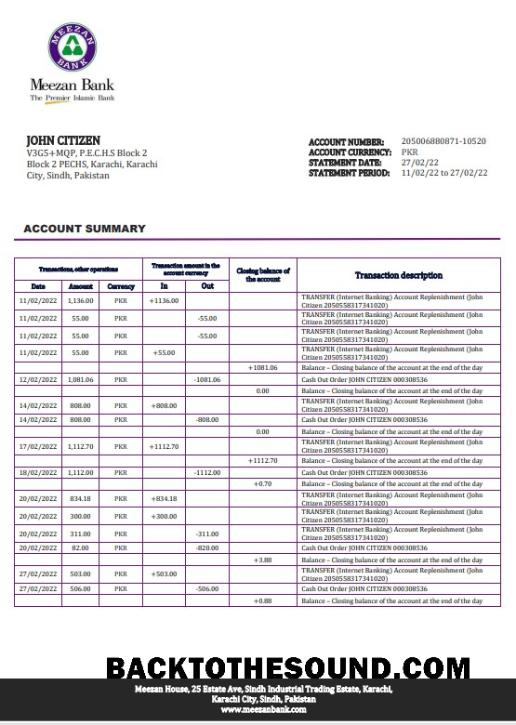 MEEZAN BANK
Meezan Bank
The Premier Islamic Bank
JOHN CITIZEN
V3G5+MQP, P.E.C.H.S Block 2
Block 2 PECHS, Karachi, Karachi
City, Sindh, Pakistan
ACCOUNT NUMBER: 205006880871-10520
ACCOUNT CURRENCY: PKR
STATEMENT DATE: 27/02/22
STATEMENT PERIOD: 11/02/22 to 27/02/22
ACCOUNT SUMMARY
Transactions, other operations
Transaction amount in the
account currency
Closing balance of
the account
Transaction description
Date Amount Currency In Out
11/02/2022 1,136.00 PKR +1136.00 TRANSFER (Internet Banking) Account Replenishment (John
Citizen 2050558317341020)
11/02/2022 55.00 PKR -55.00 TRANSFER (Internet Banking) Account Replenishment (John
Citizen 2050558317341020)
11/02/2022 55.00 PKR -55.00 TRANSFER (Internet Banking) Account Replenishment (John
Citizen 2050558317341020)
11/02/2022 55.00 PKR +55.00 TRANSFER (Internet Banking) Account Replenishment (John
Citizen 2050558317341020)
+1081.06 Balance – Closing balance of the account at the end of the day
12/02/2022 1,081.06 PKR -1081.06 Cash Out Order JOHN CITIZEN 000308536
0.00 Balance – Closing balance of the account at the end of the day
14/02/2022 808.00 PKR +808.00 TRANSFER (Internet Banking) Account Replenishment (John
Citizen 2050558317341020)
14/02/2022 808.00 PKR -808.00 Cash Out Order JOHN CITIZEN 000308536
0.00 Balance – Closing balance of the account at the end of the day
17/02/2022 1,112.70 PKR +1112.70 TRANSFER (Internet Banking) Account Replenishment (John
Citizen 2050558317341020)
+1112.70 Balance – Closing balance of the account at the end of the day
18/02/2022 1,112.00 PKR -1112.00 Cash Out Order JOHN CITIZEN 000308536
+0.70 Balance – Closing balance of the account at the end of the day
20/02/2022 834.18 PKR +834.18 TRANSFER (Internet Banking) Account Replenishment (John
Citizen 2050558317341020)
20/02/2022 300.00 PKR +300.00 TRANSFER (Internet Banking) Account Replenishment (John
Citizen 2050558317341020)
20/02/2022 311.00 PKR -311.00 TRANSFER (Internet Banking) Account Replenishment (John
Citizen 2050558317341020)
20/02/2022 82.00 PKR -820.00 Cash Out Order JOHN CITIZEN 000308536
+3.88 Balance – Closing balance of the account at the end of the day
27/02/2022 503.00 PKR +503.00 TRANSFER (Internet Banking) Account Replenishment (John
Citizen 2050558317341020)
27/02/2022 506.00 PKR -506.00 Cash Out Order JOHN CITIZEN 000308536
+0.88 Balance – Closing balance of the account at the end of the day
BACKTOTHESOUND.COM
Meezan House, 25 Estate Ave, Sindh Industrial Trading Estate, Karachi,
Karachi City, Sindh, Pakistan
www.meezanbank.com